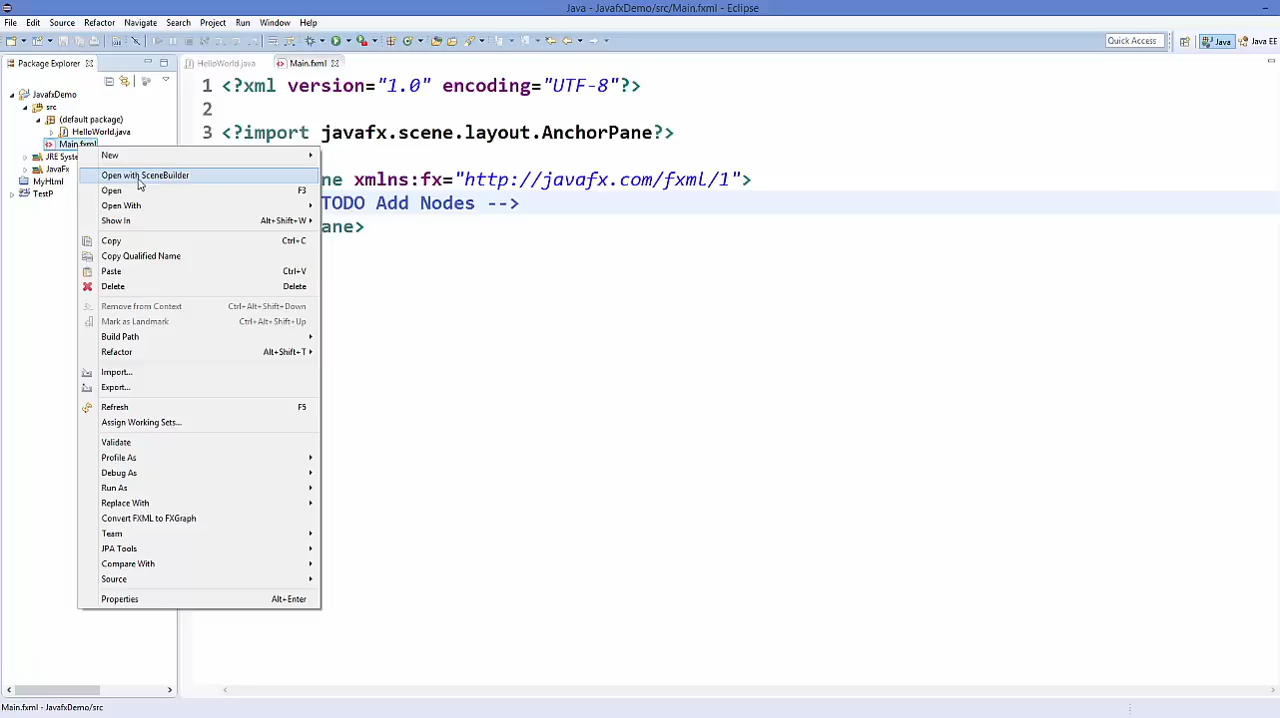 Java - JavafxDemo/src/Main.fxml - Eclipse
File Edit Source Refactor Navigate Search Project Run Window Help
Quick Access Java Java EE
Package Explorer
HelloWorld.java Main.fxml
JavafxDemo
src
(default package)
HelloWorld.java
Main.fxml
JRE Syste
JavaFx
MyHtml
TestP
1 <?xml version="1.0" encoding="UTF-8"?>
2
3 <?import javafx.scene.layout.AnchorPane?>
ne xmlns:fx="http://javafx.com/fxml/1">
TODO Add Nodes -->
ane>
New
Open with SceneBuilder
Open F3
Open With
Show In Alt+Shift+W
Copy Ctrl+C
Copy Qualified Name
Paste Ctrl+V
Delete Delete
Remove from Context Ctrl+Alt+Shift+Down
Mark as Landmark Ctrl+Alt+Shift+Up
Build Path
Refactor Alt+Shift+T
Import...
Export...
Refresh F5
Assign Working Sets...
Validate
Profile As
Debug As
Run As
Replace With
Convert FXML to FXGraph
Team
JPA Tools
Compare With
Source
Properties Alt+Enter
Main.fxml - JavafxDemo/src